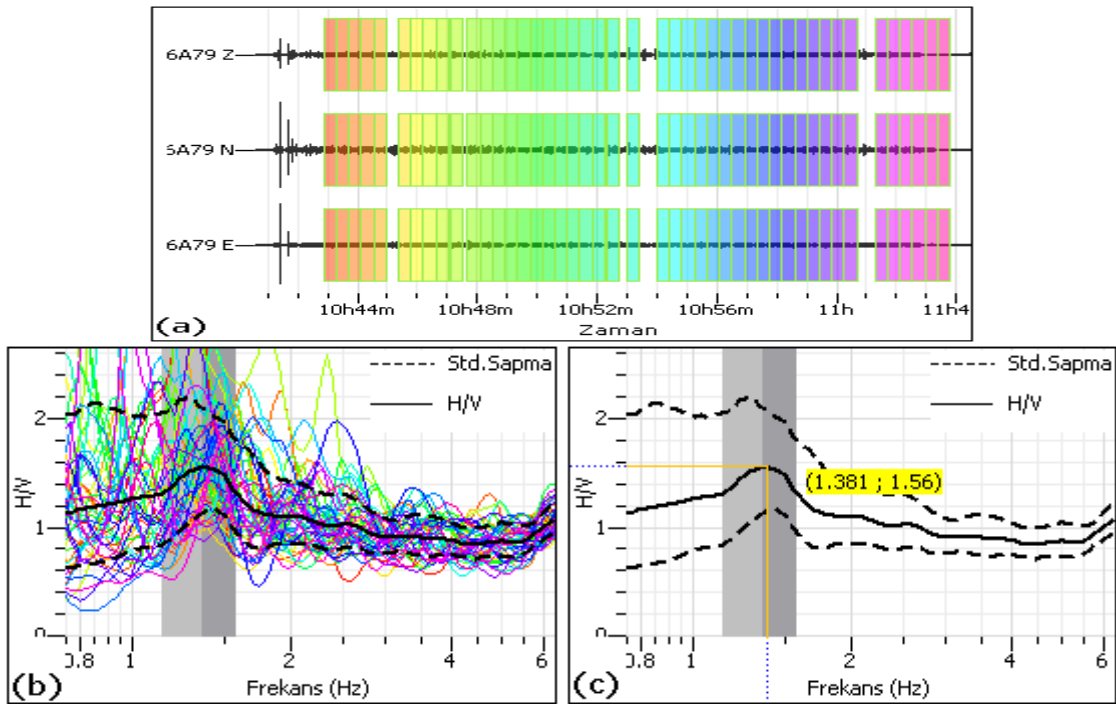 6A79 Z
5A79 N
6A79 E
10h44m
10h48m
10h52m
10h56m
11h
11h4
Zaman
(a)
Std.Sapma
H/V
2
1
0
H/V
0.8
1
2
4
6
Frekans (Hz)
(b)
Std.Sapma
H/V
(1.381 ; 1.56)
2
1
0
H/V
0.8
1
2
4
6
Frekans (Hz)
(c)